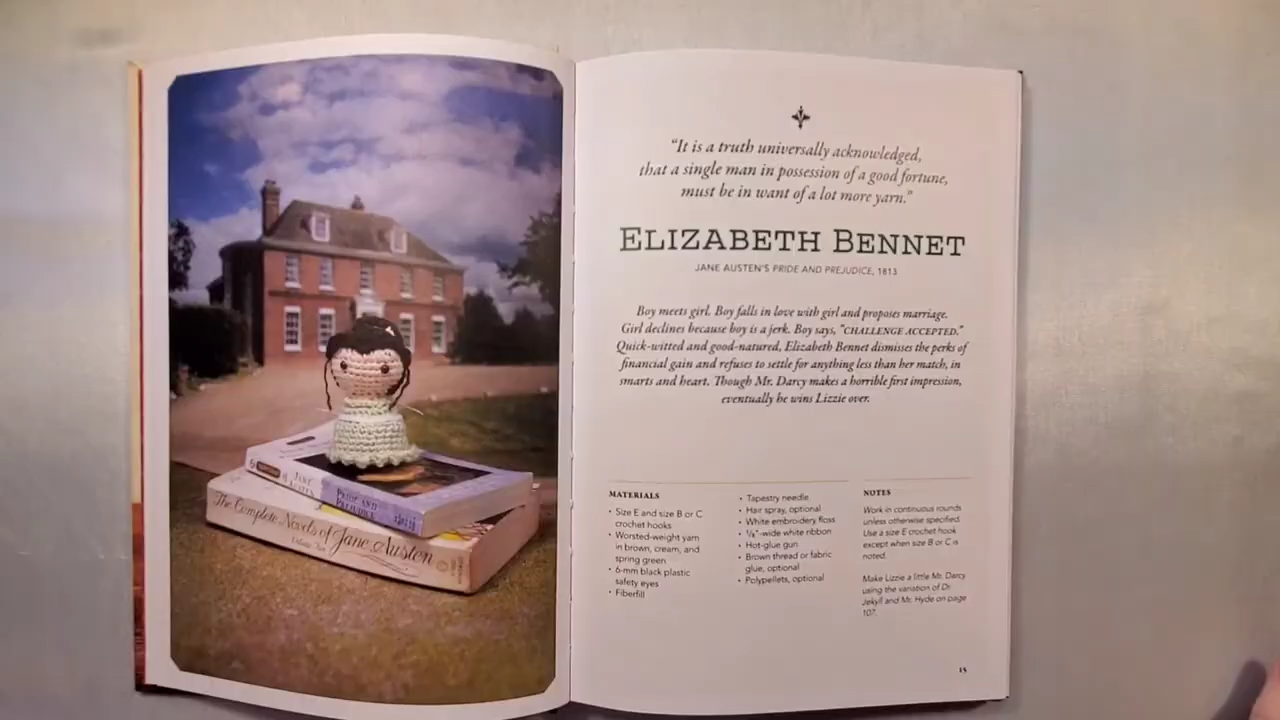 JANE
AUSTEN
PRIDE AND
PREJUDICE
The Complete Novels of Jane Austen
"It is a truth universally acknowledged,
that a single man in possession of a good fortune,
must be in want of a lot more yarn."
ELIZABETH BENNET
JANE AUSTEN'S PRIDE AND PREJUDICE, 1813
Boy meets girl. Boy falls in love with girl and proposes marriage.
Girl declines because boy is a jerk. Boy says, "CHALLENGE ACCEPTED."
Quick-witted and good-natured, Elizabeth Bennet dismisses the perks of
financial gain and refuses to settle for anything less than her match, in
smarts and heart. Though Mr. Darcy makes a horrible first impression,
eventually he wins Lizzie over.
MATERIALS
• Size E and size B or C
crochet hooks
• Worsted-weight yarn
in brown, cream, and
spring green
• 6-mm black plastic
safety eyes
• Fiberfill
• Tapestry needle
• Hair spray, optional
• White embroidery floss
• ⅛"-wide white ribbon
• Hot-glue gun
• Brown thread or fabric
glue, optional
• Polypellets, optional
NOTES
Work in continuous rounds
unless otherwise specified.
Use a size E crochet hook
except when size B or C is
noted.
Make Lizzie a little Mr. Darcy
using the variation of Dr.
Jekyll and Mr. Hyde on page
107.
15